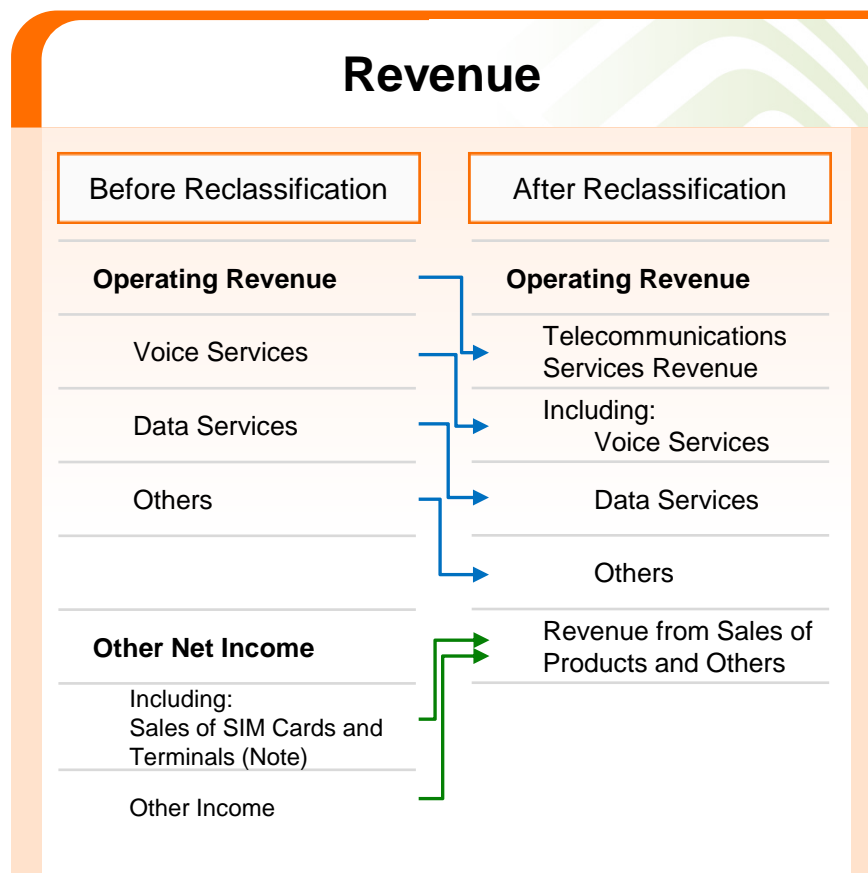 Revenue
Before Reclassification
After Reclassification
Operating Revenue
Operating Revenue
Voice Services
Telecommunications
Services Revenue
Data Services
Including:
Voice Services
Others
Data Services
Others
Other Net Income
Revenue from Sales of
Products and Others
Including:
Sales of SIM Cards and
Terminals (Note)
Other Income